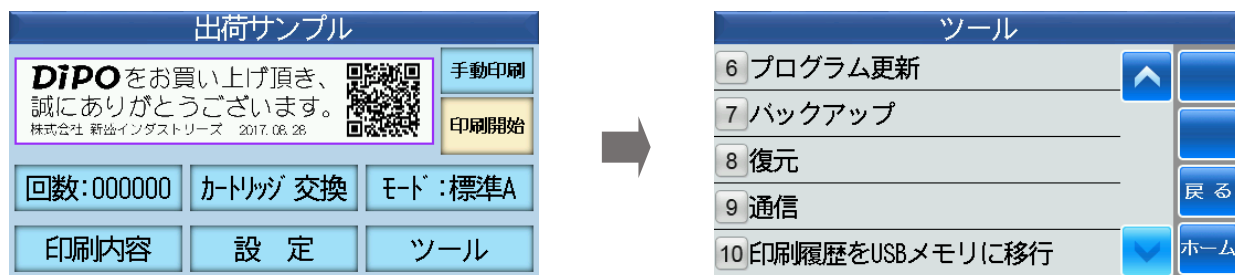 出荷サンプル
DiPOをお買い上げ頂き、
誠にありがとうございます。
株式会社 新盛インダストリーズ 2017.08.28
手動印刷
印刷開始
回数:000000
カートリッジ 交換
モード:標準A
印刷内容
設 定
ツール
ツール
6 プログラム更新
7 バックアップ
8 復元
9 通信
10 印刷履歴をUSBメモリに移行
戻 る
ホーム